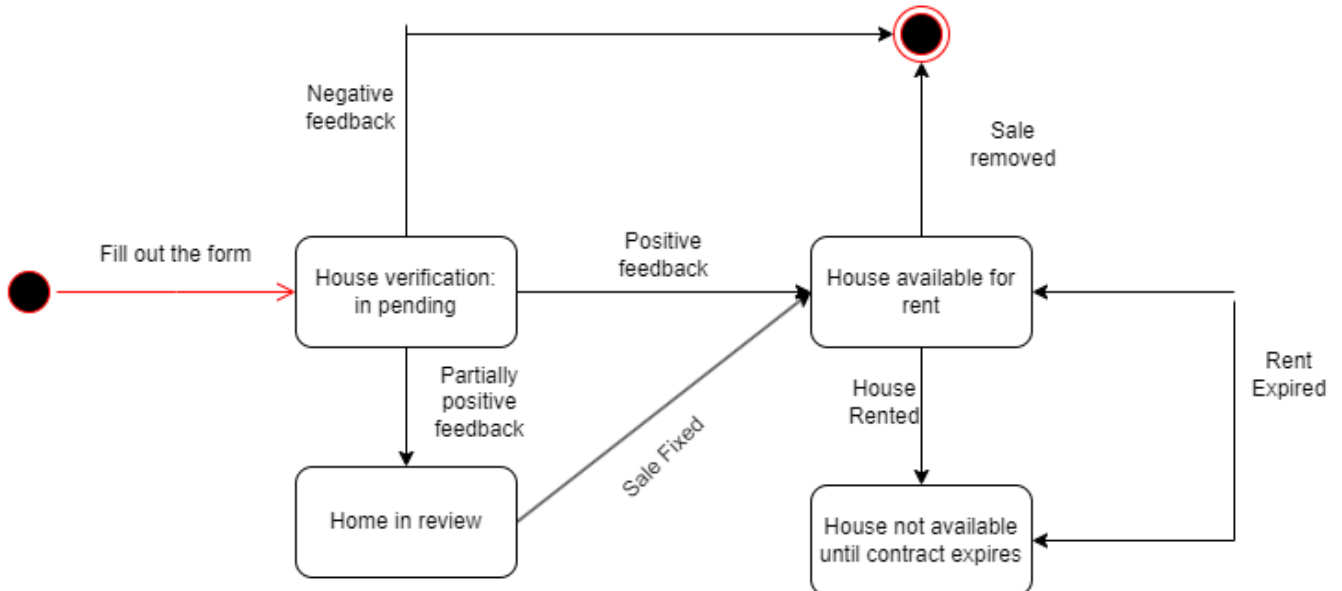 Negative
feedback
Sale
removed
Fill out the form
House verification:
in pending
Positive
feedback
House available for
rent
Partially
positive
feedback
House
Rented
Rent
Expired
Sale Fixed
Home in review
House not available
until contract expires